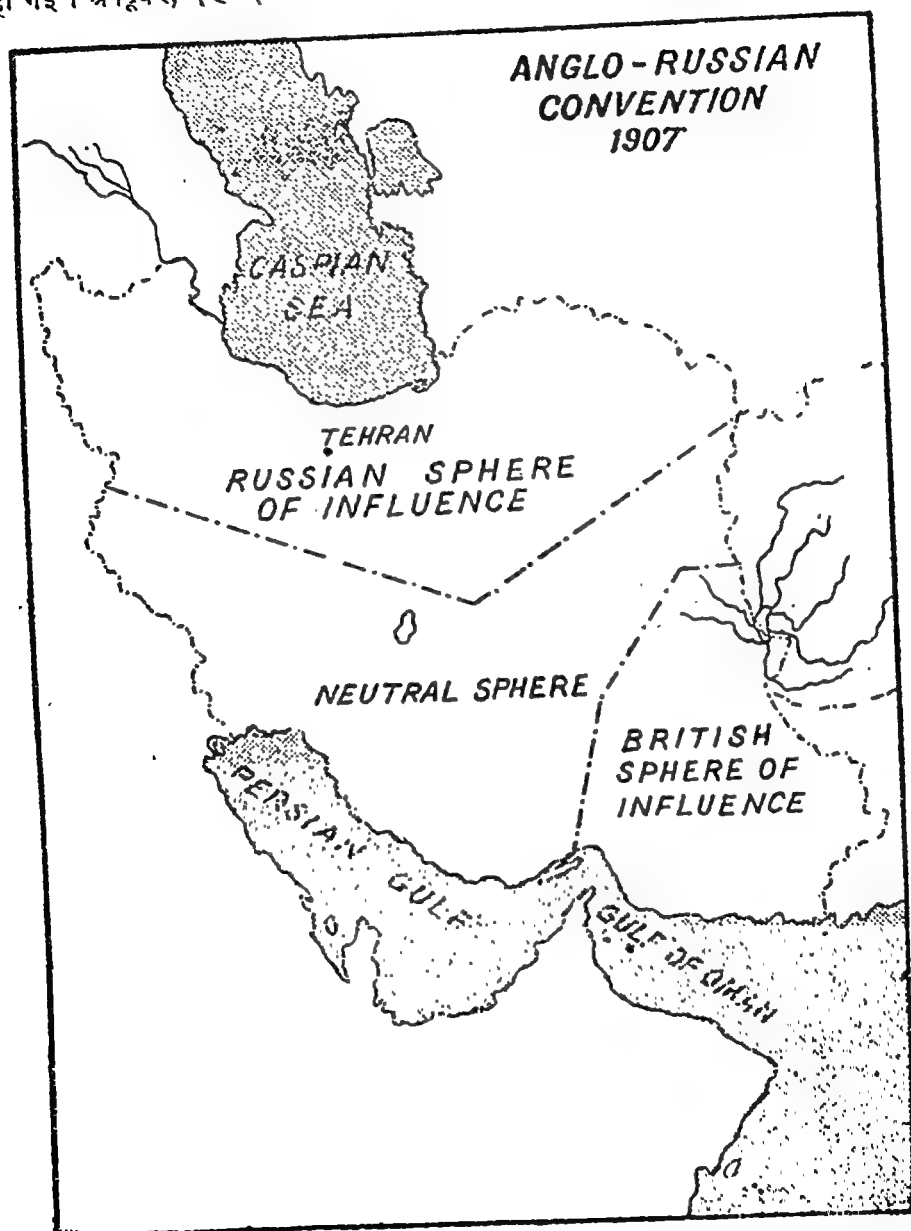 ANGLO-RUSSIAN
CONVENTION
1907
CASPIAN
SEA
TEHRAN
RUSSIAN SPHERE
OF INFLUENCE
NEUTRAL SPHERE
BRITISH
SPHERE OF
INFLUENCE
PERSIAN GULF
GULF OF OMAN